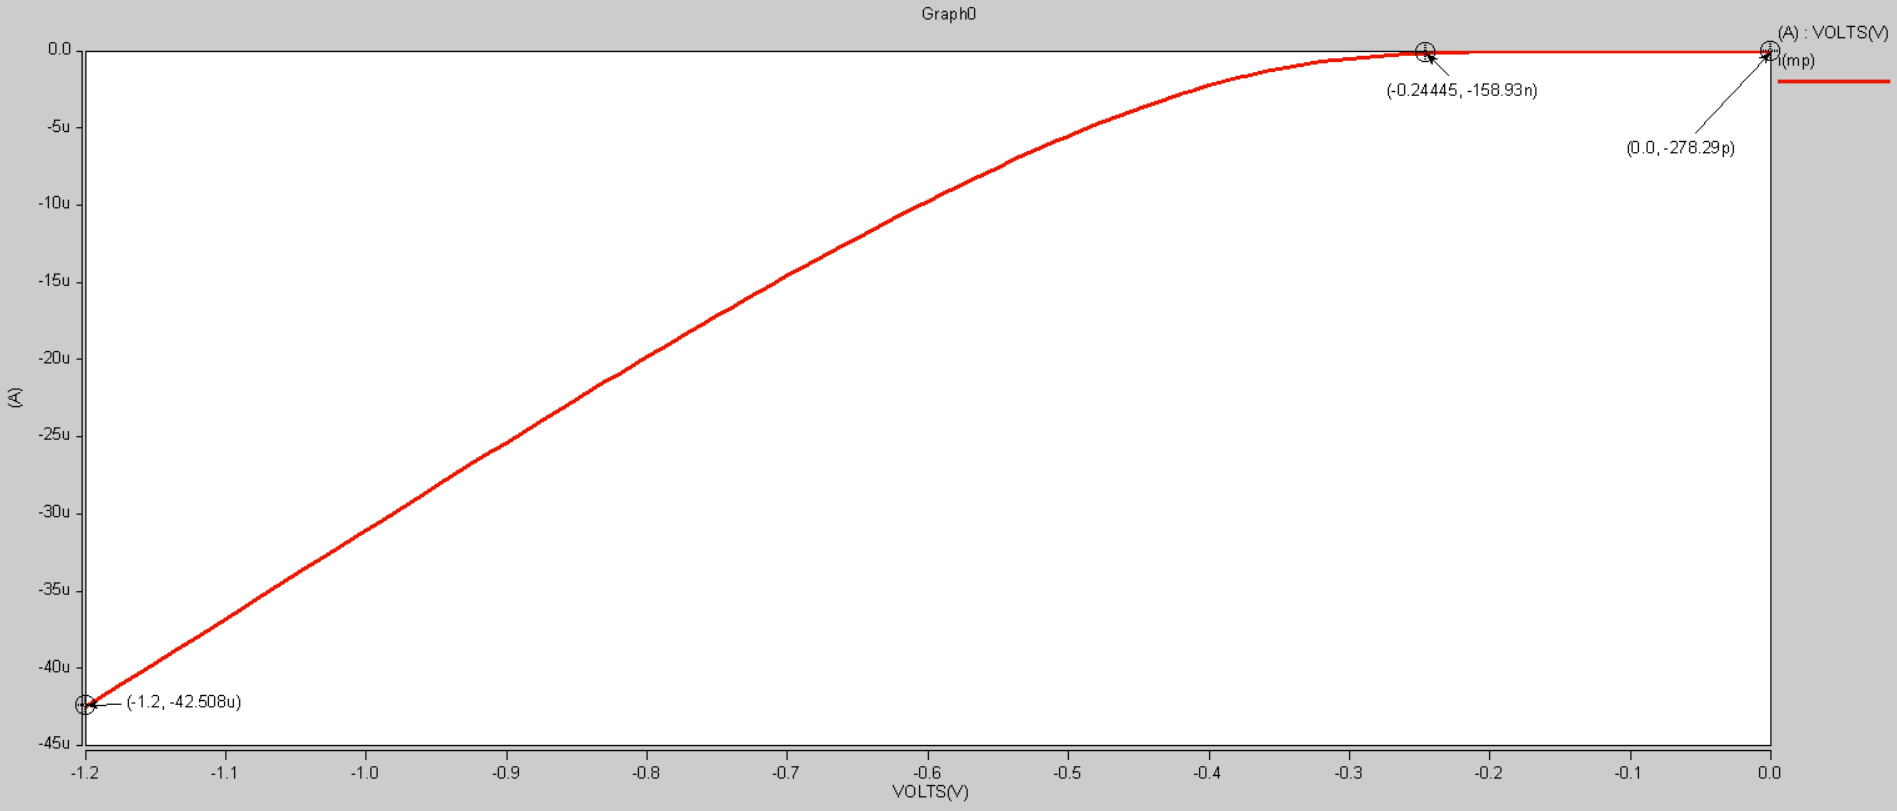 Graph0
(A) : VOLTS(V)
i(mp)
0.0
-5u
-10u
-15u
-20u
-25u
-30u
-35u
-40u
-45u
(A)
(-0.24445, -158.93n)
(0.0, -278.29p)
(-1.2, -42.508u)
-1.2
-1.1
-1.0
-0.9
-0.8
-0.7
-0.6
-0.5
-0.4
-0.3
-0.2
-0.1
0.0
VOLTS(V)